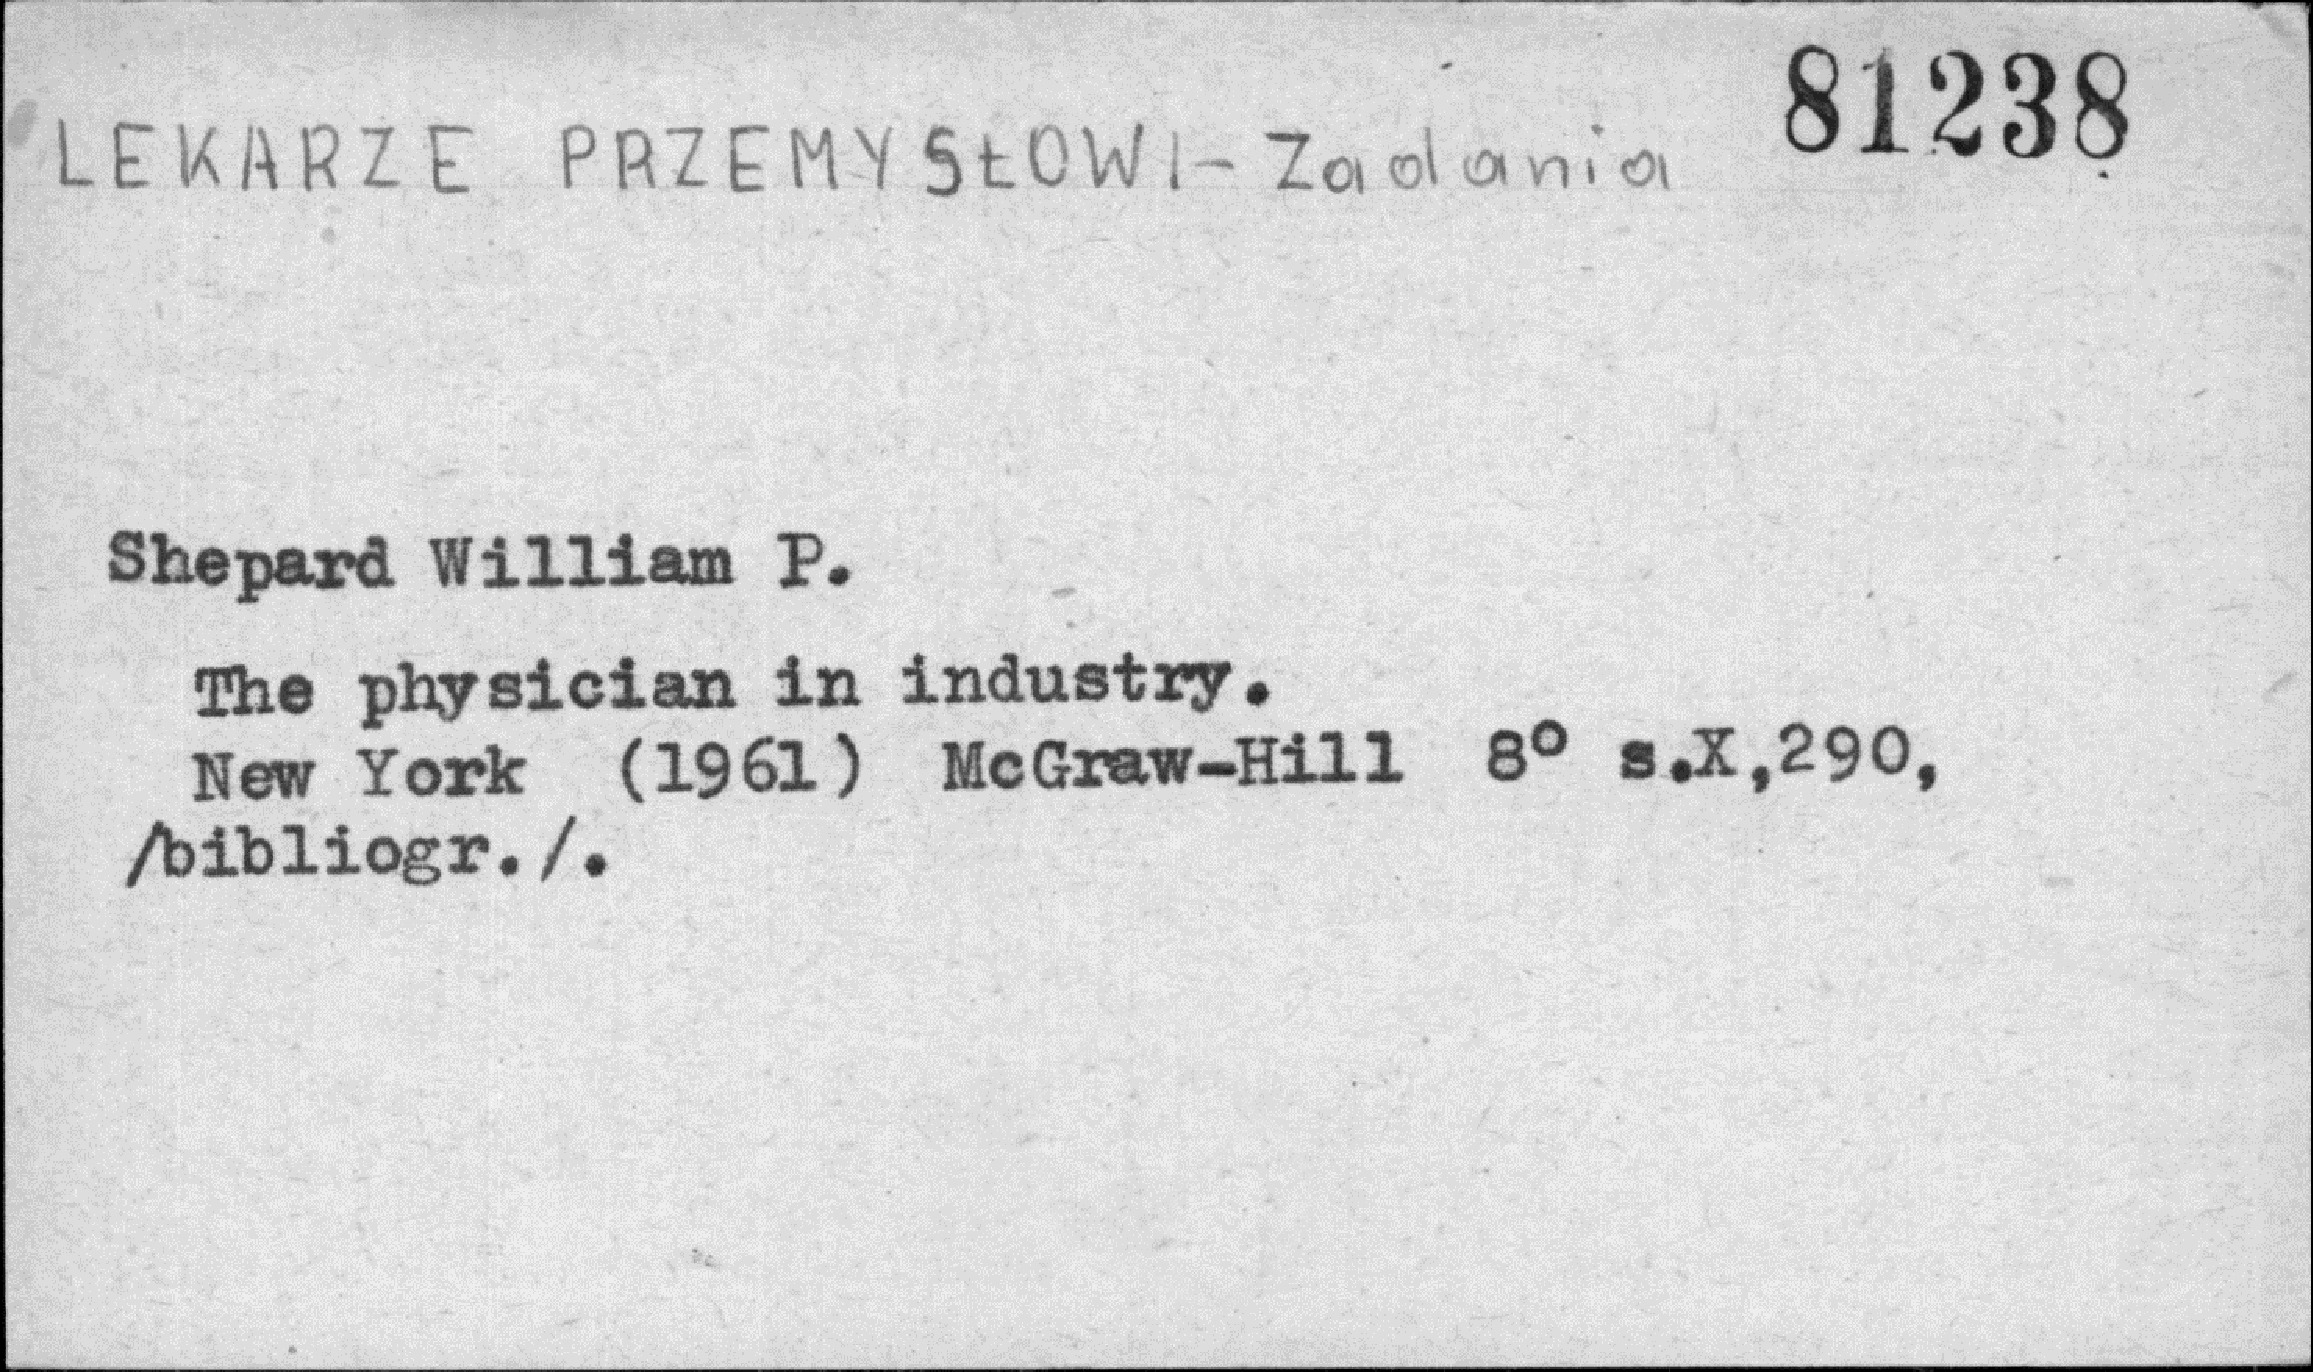 81238
LEKARZE PRZEMYSŁOWI - Zadania
Shepard William P.
The physician in industry.
New York (1961) McGraw-Hill 8° s.X,290,
/bibliogr./.